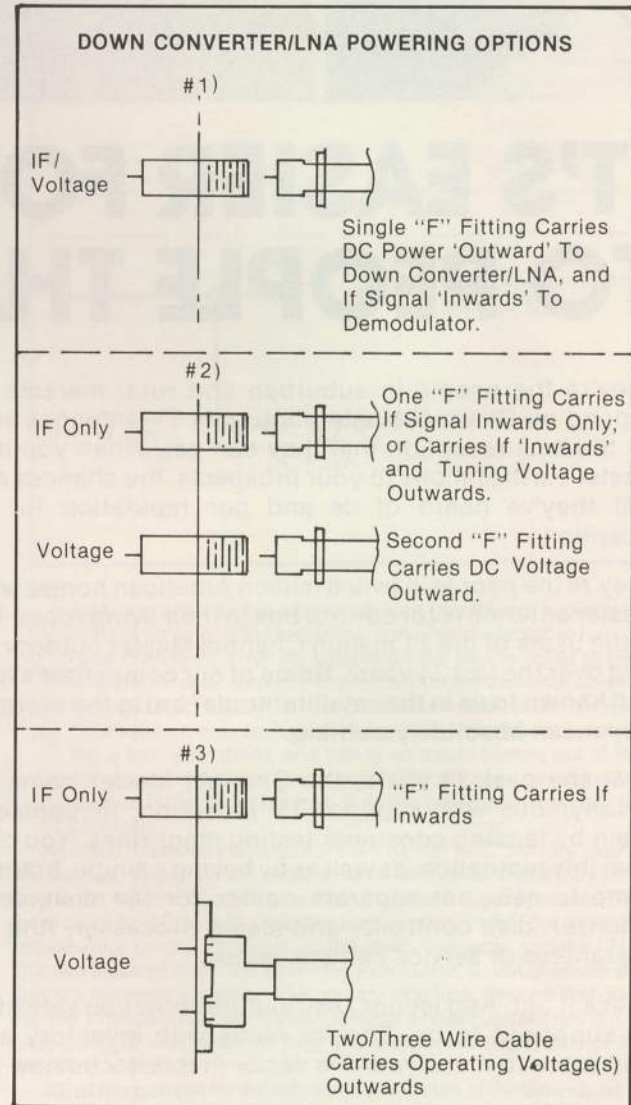 DOWN CONVERTER/LNA POWERING OPTIONS
#1)
IF/
Voltage
Single "F" Fitting Carries
DC Power 'Outward' To
Down Converter/LNA, and
If Signal 'Inwards' To
Demodulator.
#2)
IF Only
One "F" Fitting Carries
If Signal Inwards Only;
or Carries If 'Inwards'
and Tuning Voltage
Outwards.
Voltage
Second "F" Fitting
Carries DC Voltage
Outward.
#3)
IF Only
"F" Fitting Carries If
Inwards
Voltage
Two/Three Wire Cable
Carries Operating Voltage(s)
Outwards